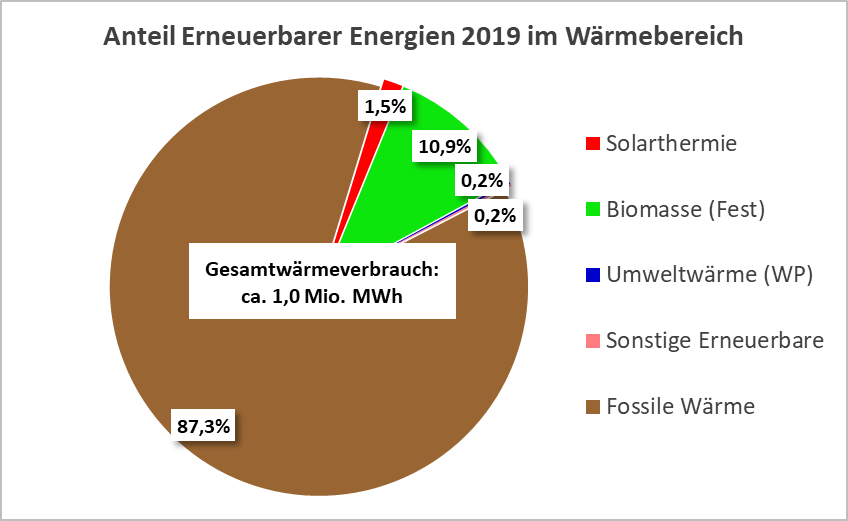 Anteil Erneuerbarer Energien 2019 im Wärmebereich
1,5%
10,9%
0,2%
0,2%
Gesamtwärmeverbrauch:
ca. 1,0 Mio. MWh
87,3%
Solarthermie
Biomasse (Fest)
Umweltwärme (WP)
Sonstige Erneuerbare
Fossile Wärme